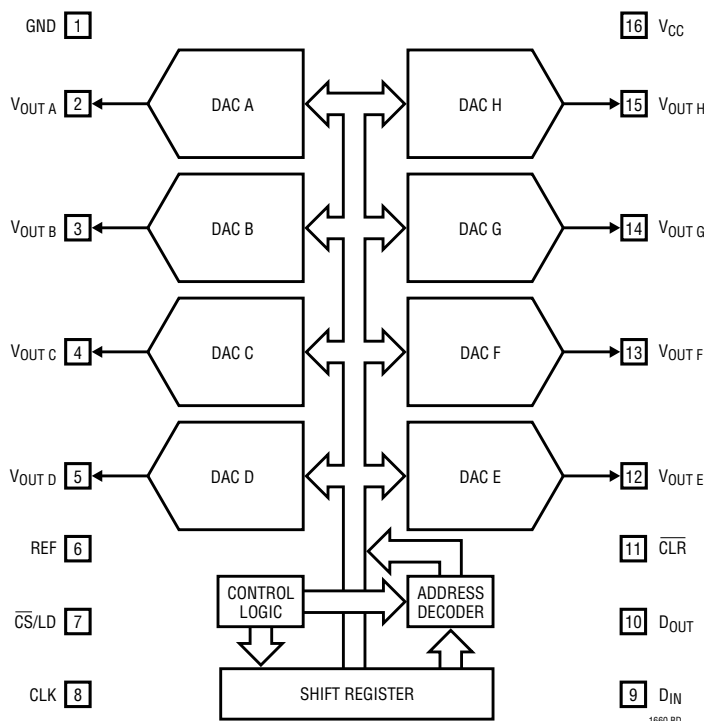 GND 1
16 VCC
VOUT A 2
DAC A
DAC H
15 VOUT H
VOUT B 3
DAC B
DAC G
14 VOUT G
VOUT C 4
DAC C
DAC F
13 VOUT F
VOUT D 5
DAC D
DAC E
12 VOUT E
REF 6
11 C̅L̅R̅
CONTROL
LOGIC
ADDRESS
DECODER
C̅S̅/LD 7
10 DOUT
CLK 8
SHIFT REGISTER
9 DIN
1660 BD